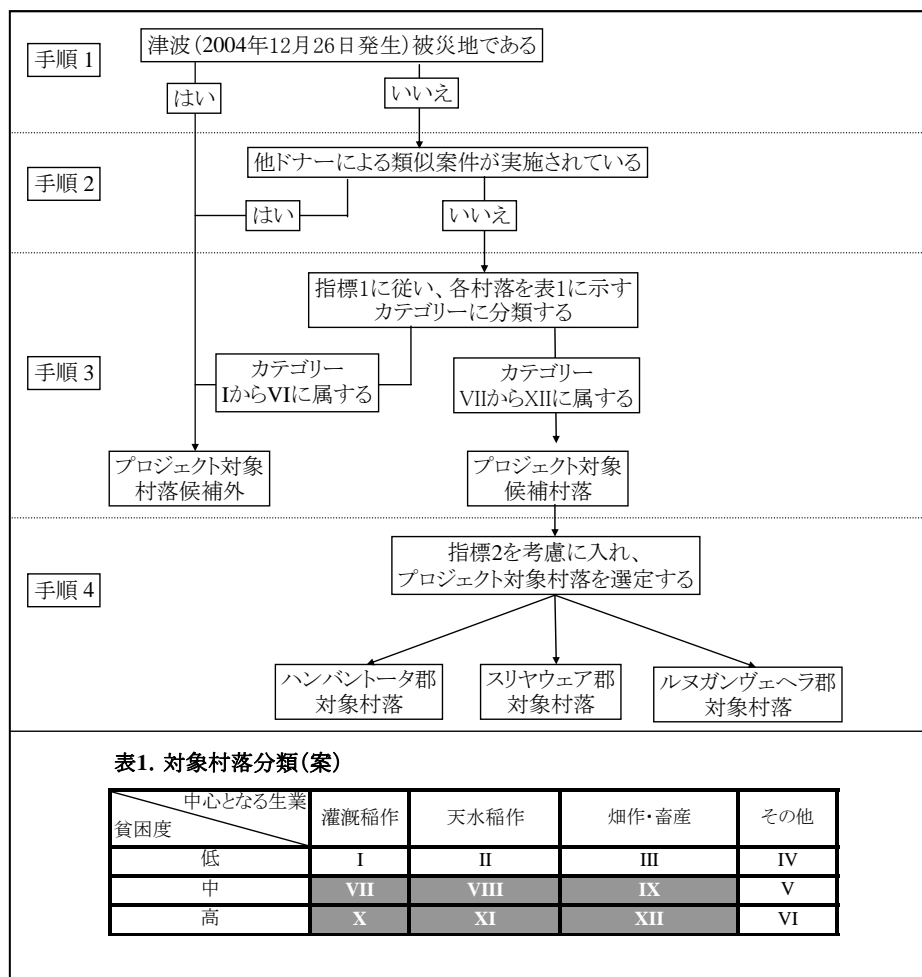 津波(2004年12月26日発生)被災地である
手順 1
はい
いいえ
他ドナーによる類似案件が実施されている
手順 2
はい
いいえ
指標1に従い、各村落を表1に示す
カテゴリーに分類する
手順 3
カテゴリー
IからVIに属する
カテゴリー
VIIからXIIに属する
プロジェクト対象
村落候補外
プロジェクト対象
候補村落
指標2を考慮に入れ、
プロジェクト対象村落を選定する
手順 4
ハンバントータ郡
対象村落
スリヤウェア郡
対象村落
ルヌガンヴェヘラ郡
対象村落
表1. 対象村落分類(案)
中心となる生業
貧困度
灌漑稲作 天水稲作 畑作・畜産 その他
低 I II III IV
中 VII VIII IX V
高 X XI XII VI